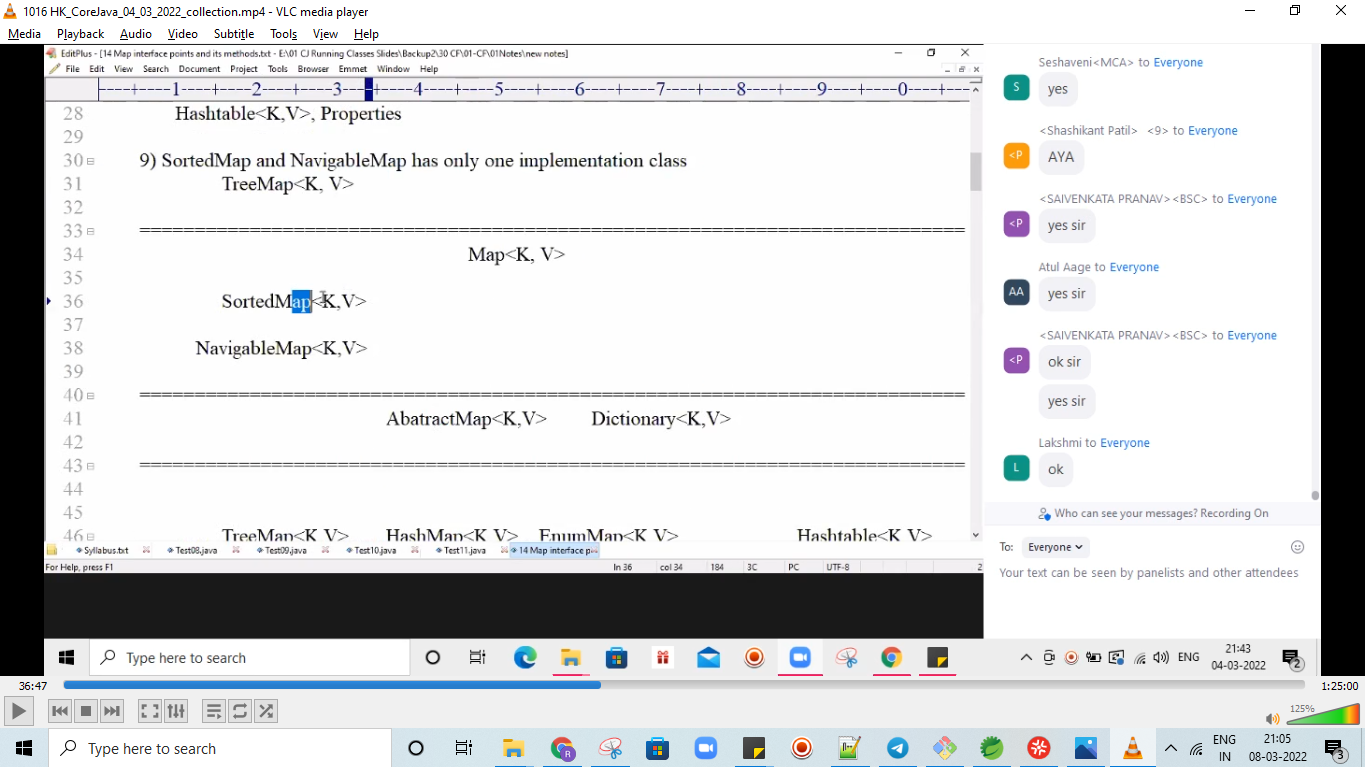 1016 HK_CoreJava_04_03_2022_collection.mp4 - VLC media player
Media Playback Audio Video Subtitle Tools View Help
EditPlus - [14 Map interface points and its methods.txt - E:\01 CJ Running Classes Slides\Backup2\30 CF\01-CF\01Notes\new notes]
File Edit View Search Document Project Tools Browser Emmet Window Help
----+----1----+----2----+----3----+----4----+----5----+----6----+----7----+----8----+----9----+----0----+----
28 Hashtable<K,V>, Properties
29
30 9) SortedMap and NavigableMap has only one implementation class
31 TreeMap<K, V>
32
33 ================================================================
34 Map<K, V>
35
36 SortedMap<K,V>
37
38 NavigableMap<K,V>
39
40 ================================================================
41 AbatractMap<K,V> Dictionary<K,V>
42
43 ================================================================
44
45
46 TreeMap<K,V> HashMap<K,V> EnumMap<K,V> Hashtable<K,V>
Syllabus.txt Test08.java Test09.java Test10.java Test11.java 14 Map interface p
For Help, press F1 ln 36 col 34 184 3C PC UTF-8 2
Seshaveni<MCA> to Everyone
S yes
<Shashikant Patil> <9> to Everyone
<P AYA
<SAIVENKATA PRANAV><BSC> to Everyone
<P yes sir
Atul Aage to Everyone
AA yes sir
<SAIVENKATA PRANAV><BSC> to Everyone
<P ok sir
yes sir
Lakshmi to Everyone
L ok
Who can see your messages? Recording On
To: Everyone
Your text can be seen by panelists and other attendees
Type here to search ENG 21:43
04-03-2022 2
36:47 1:25:00
125%
Type here to search R ENG 21:05
IN 08-03-2022 3